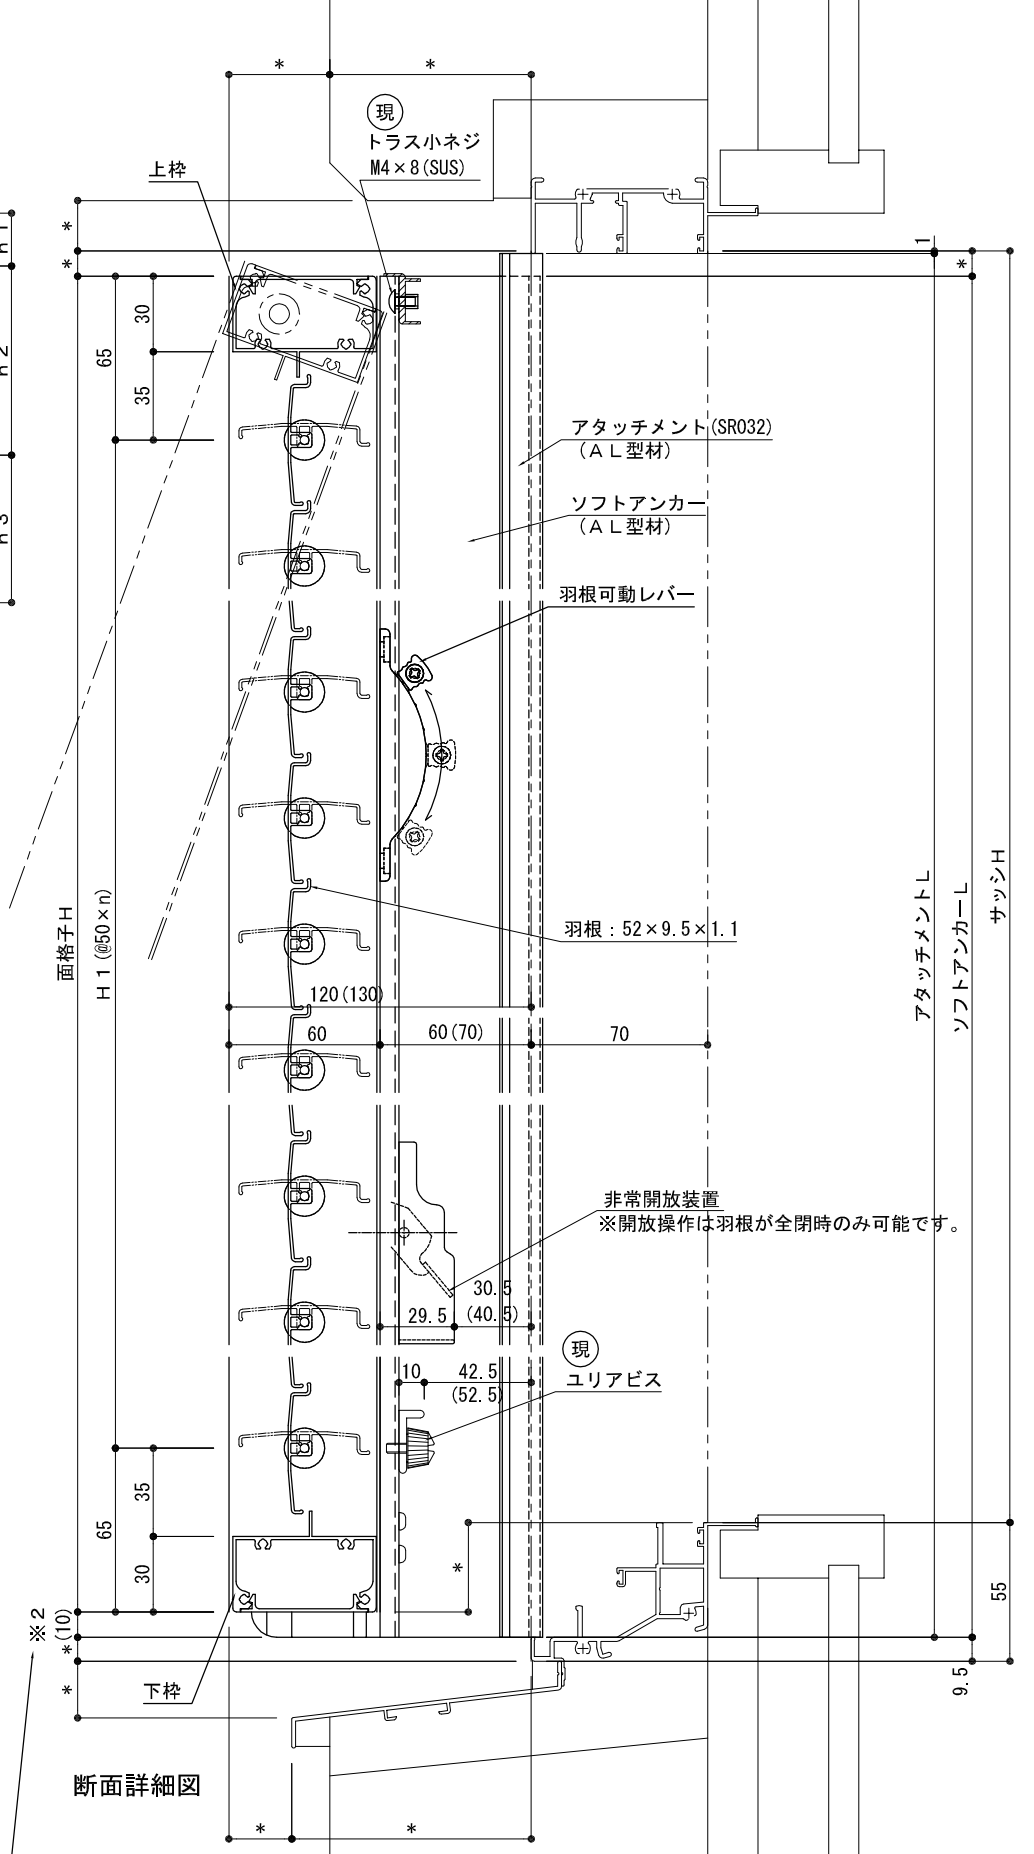 *
*
現
トラス小ネジ
M4×8(SUS)
上枠
*
*
1
*
h1
h2
h3
30
65
35
アタッチメント(SR032)
(AL型材)
ソフトアンカー
(AL型材)
羽根可動レバー
羽根：52×9.5×1.1
面格子H
H1(@50×n)
アタッチメントL
ソフトアンカーL
サッシH
120(130)
60
60(70)
70
非常開放装置
※開放操作は羽根が全閉時のみ可能です。
30.5
29.5
(40.5)
現
10
42.5
ユリアビス
(52.5)
35
65
30
*
55
※2
*(10)
*
9.5
下枠
断面詳細図
*
*